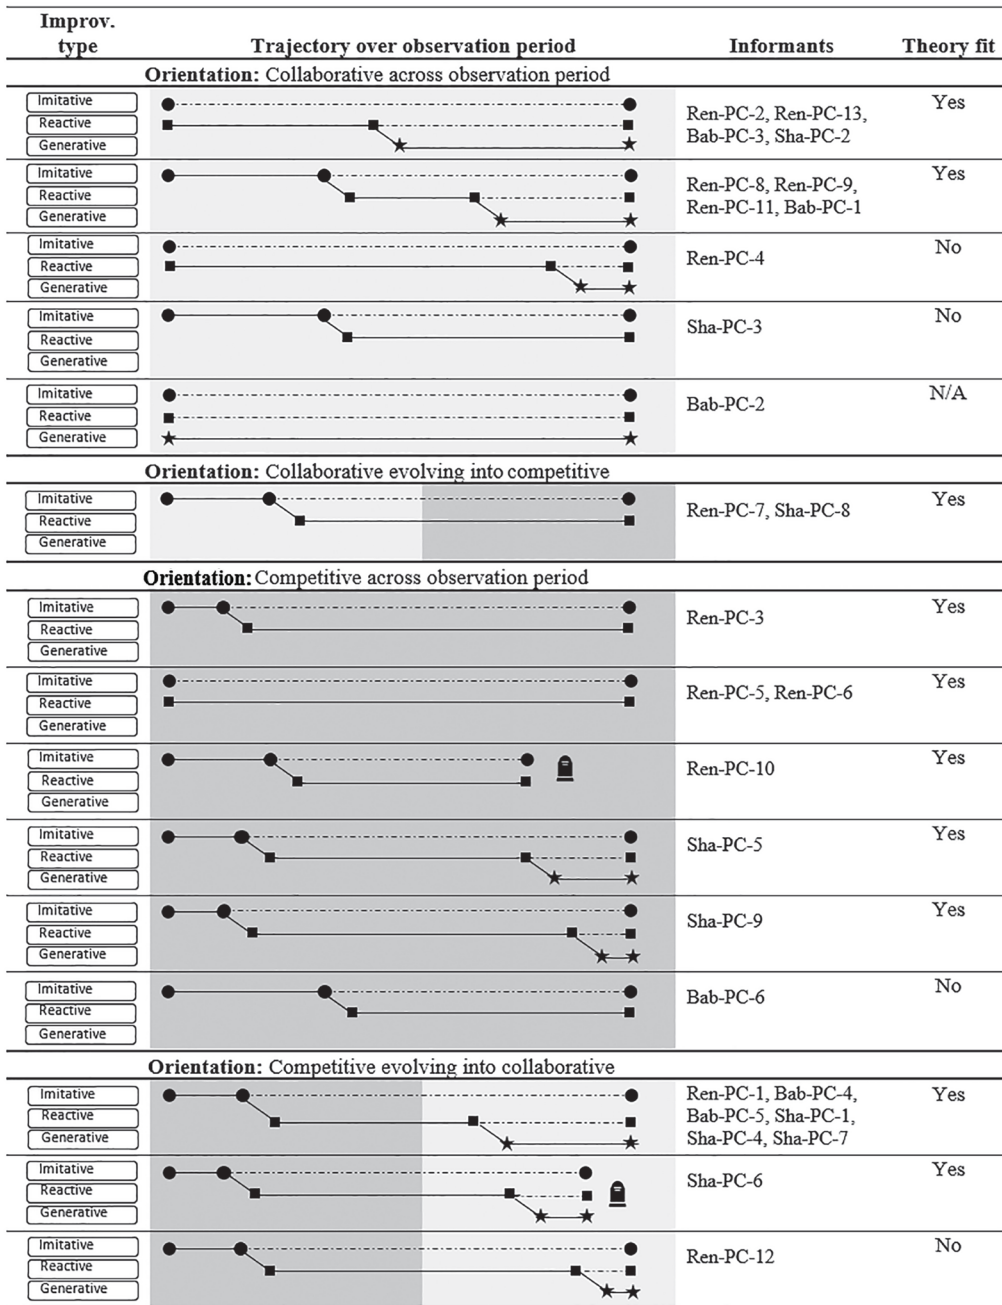 Improv.
type Trajectory over observation period Informants Theory fit
Orientation: Collaborative across observation period
Imitative Yes
Reactive Ren-PC-2, Ren-PC-13,
Generative Bab-PC-3, Sha-PC-2
Imitative Yes
Reactive Ren-PC-8, Ren-PC-9,
Generative Ren-PC-11, Bab-PC-1
Imitative No
Reactive Ren-PC-4
Generative
Imitative No
Reactive Sha-PC-3
Generative
Imitative N/A
Reactive Bab-PC-2
Generative
Orientation: Collaborative evolving into competitive
Imitative Yes
Reactive Ren-PC-7, Sha-PC-8
Generative
Orientation: Competitive across observation period
Imitative Yes
Reactive Ren-PC-3
Generative
Imitative Yes
Reactive Ren-PC-5, Ren-PC-6
Generative
Imitative Yes
Reactive Ren-PC-10
Generative
Imitative Yes
Reactive Sha-PC-5
Generative
Imitative Yes
Reactive Sha-PC-9
Generative
Imitative No
Reactive Bab-PC-6
Generative
Orientation: Competitive evolving into collaborative
Imitative Ren-PC-1, Bab-PC-4, Yes
Reactive Bab-PC-5, Sha-PC-1,
Generative Sha-PC-4, Sha-PC-7
Imitative Yes
Reactive Sha-PC-6
Generative
Imitative No
Reactive Ren-PC-12
Generative